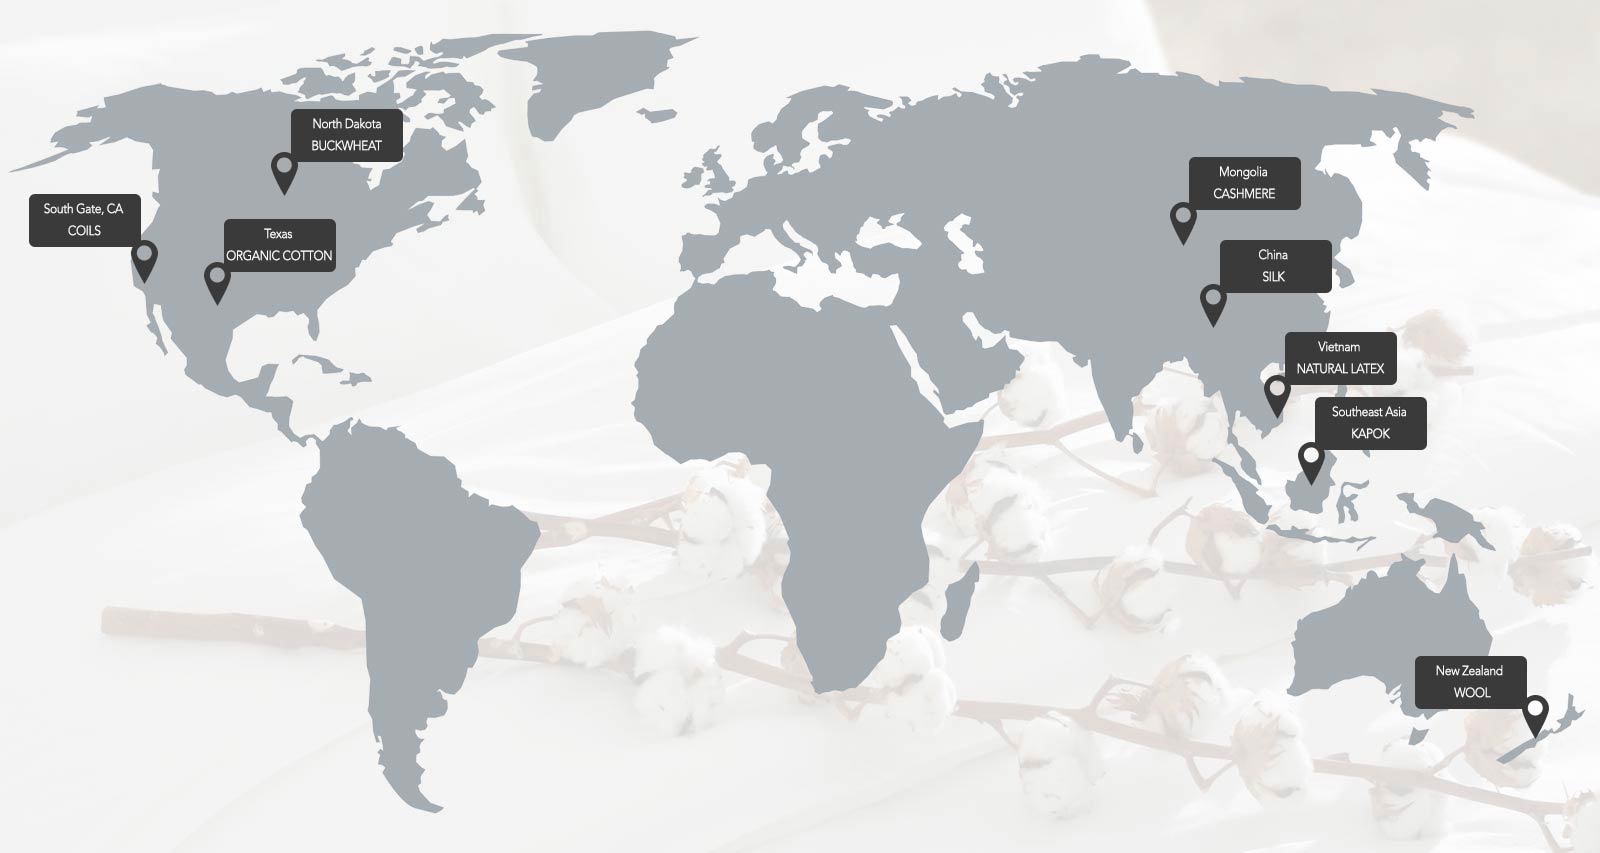 North Dakota
BUCKWHEAT
South Gate, CA
COILS
Texas
ORGANIC COTTON
Mongolia
CASHMERE
China
SILK
Vietnam
NATURAL LATEX
Southeast Asia
KAPOK
New Zealand
WOOL